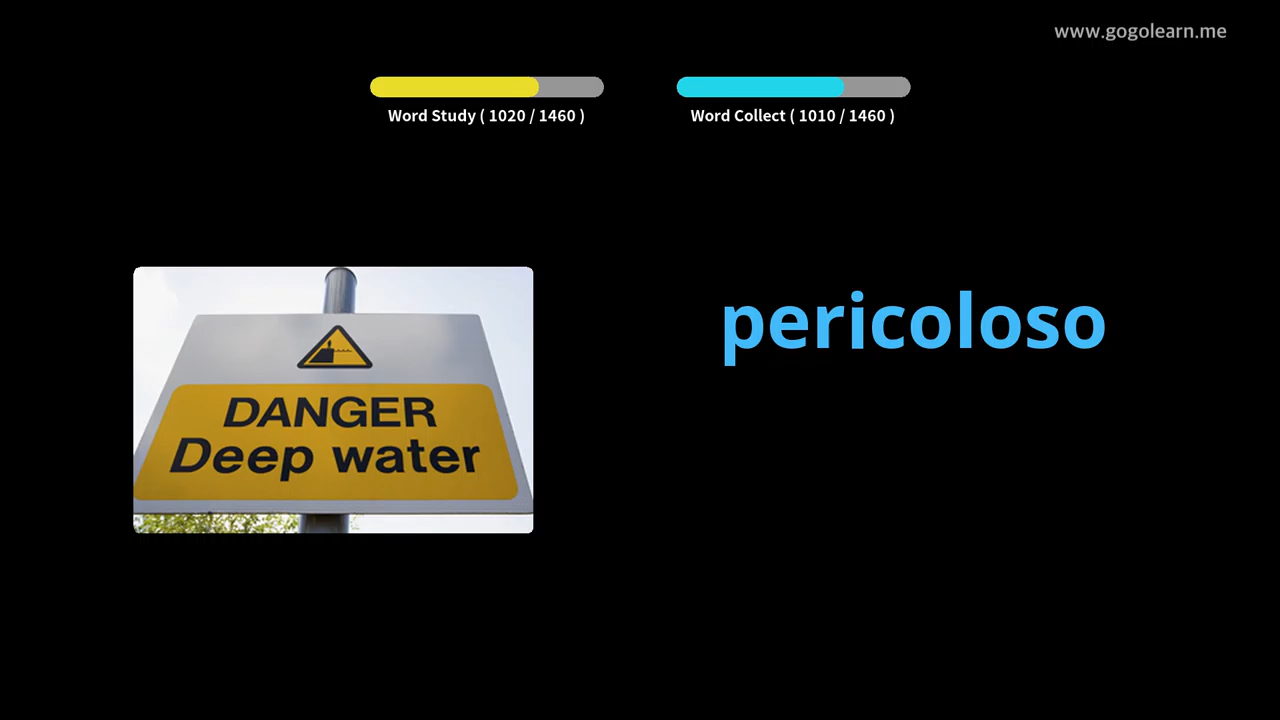 www.gogolearn.me
Word Study ( 1020 / 1460 )
Word Collect ( 1010 / 1460 )
DANGER
Deep water
pericoloso